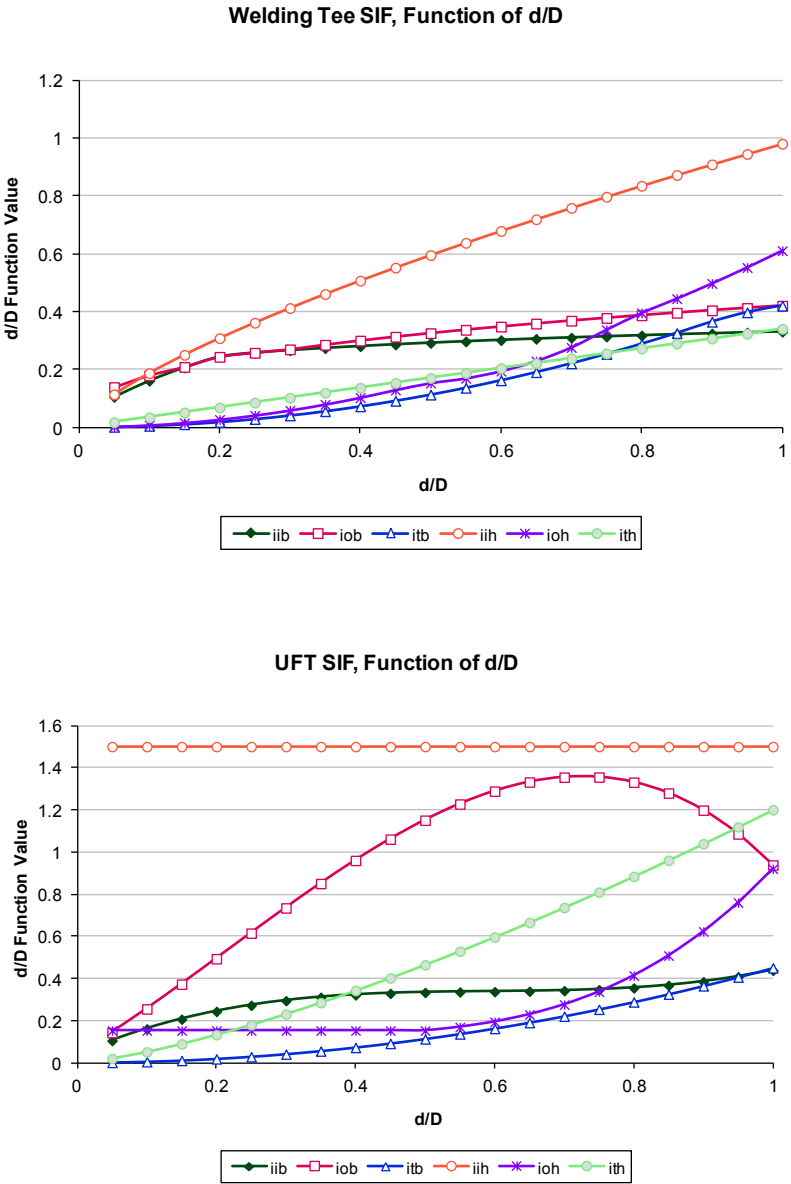 Welding Tee SIF, Function of d/D
1.2
1
0.8
0.6
0.4
0.2
0
d/D Function Value
0 0.2 0.4 0.6 0.8 1
d/D
iib iob itb iih ioh ith
UFT SIF, Function of d/D
1.6
1.4
1.2
1
0.8
0.6
0.4
0.2
0
d/D Function Value
0 0.2 0.4 0.6 0.8 1
d/D
iib iob itb iih ioh ith